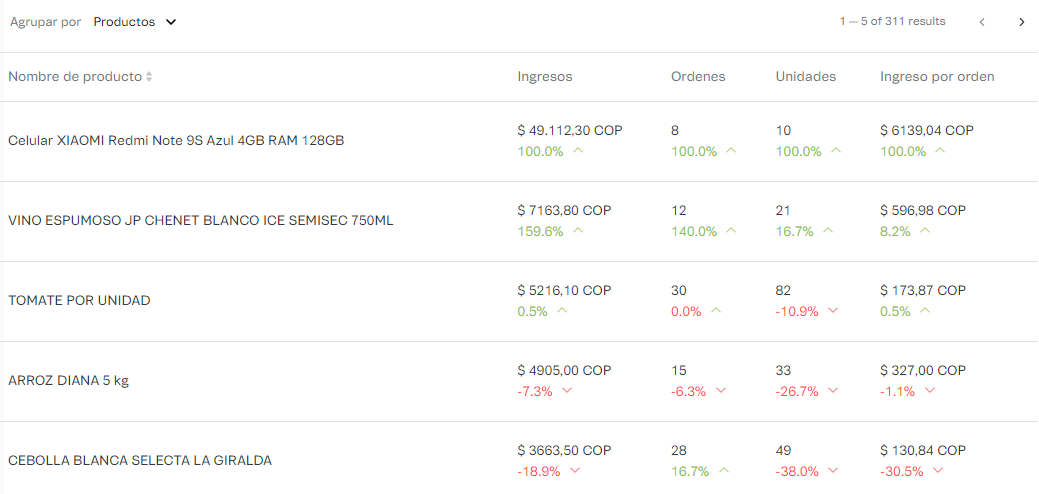 Agrupar por Productos 1 — 5 of 311 results
Nombre de producto Ingresos Ordenes Unidades Ingreso por orden
Celular XIAOMI Redmi Note 9S Azul 4GB RAM 128GB
$ 49.112,30 COP 8 10 $ 6139,04 COP
100.0% 100.0% 100.0% 100.0%
VINO ESPUMOSO JP CHENET BLANCO ICE SEMISEC 750ML
$ 7163,80 COP 12 21 $ 596,98 COP
159.6% 140.0% 16.7% 8.2%
TOMATE POR UNIDAD
$ 5216,10 COP 30 82 $ 173,87 COP
0.5% 0.0% -10.9% 0.5%
ARROZ DIANA 5 kg
$ 4905,00 COP 15 33 $ 327,00 COP
-7.3% -6.3% -26.7% -1.1%
CEBOLLA BLANCA SELECTA LA GIRALDA
$ 3663,50 COP 28 49 $ 130,84 COP
-18.9% 16.7% -38.0% -30.5%